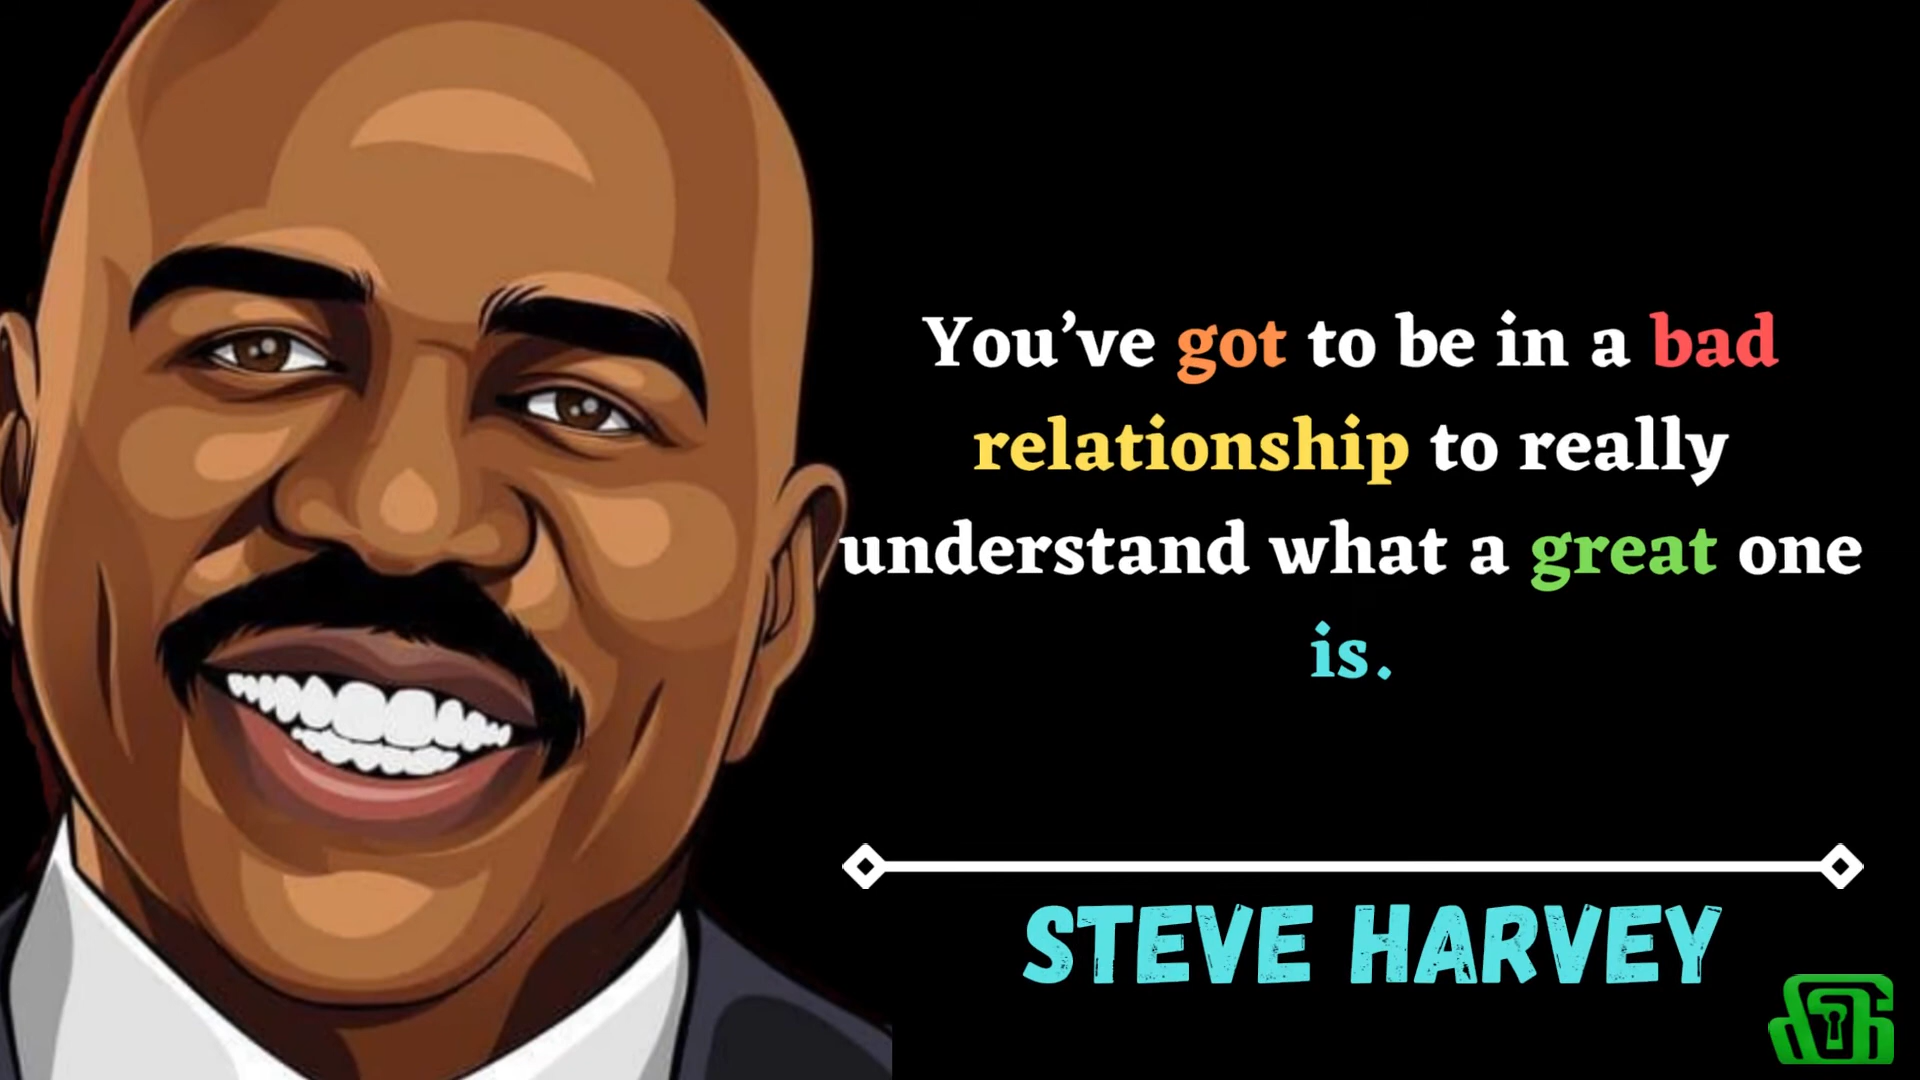 You’ve got to be in a bad
relationship to really
understand what a great one
is.
STEVE HARVEY